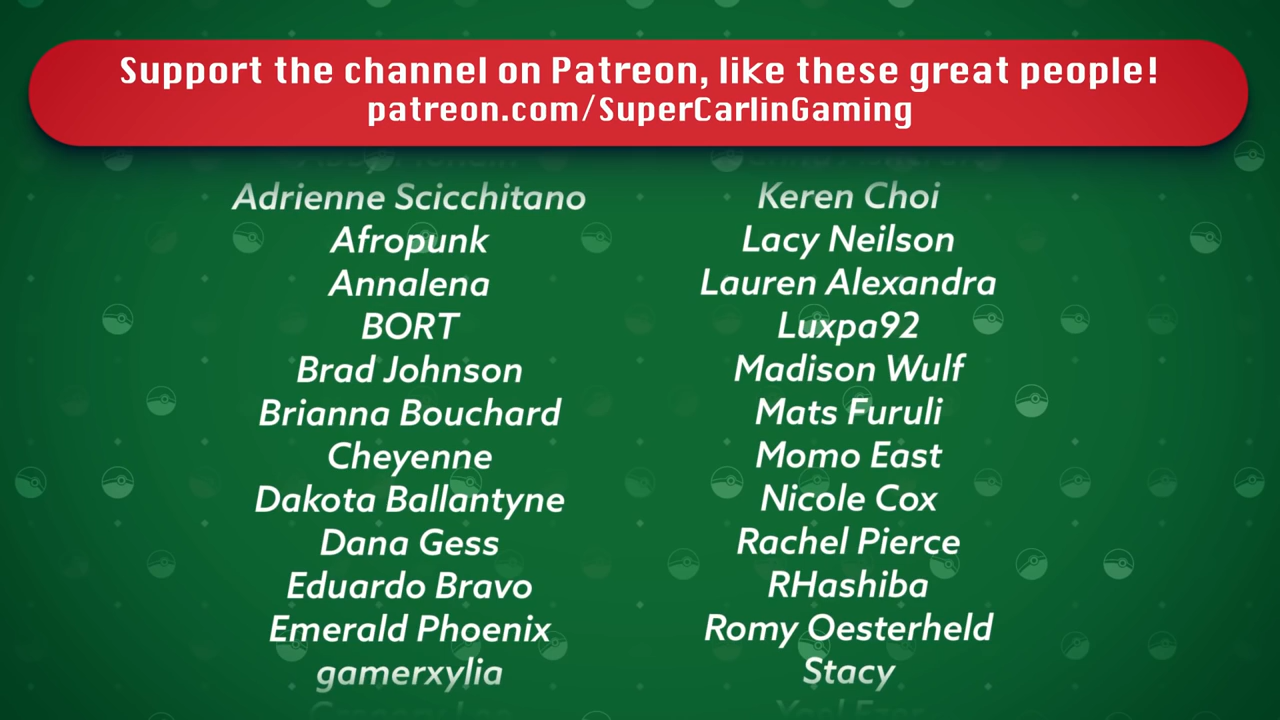 Support the channel on Patreon, like these great people!
patreon.com/SuperCarlinGaming
Adrienne Scicchitano
Afropunk
Annalena
BORT
Brad Johnson
Brianna Bouchard
Cheyenne
Dakota Ballantyne
Dana Gess
Eduardo Bravo
Emerald Phoenix
gamerxylia
Keren Choi
Lacy Neilson
Lauren Alexandra
Luxpa92
Madison Wulf
Mats Furuli
Momo East
Nicole Cox
Rachel Pierce
RHashiba
Romy Oesterheld
Stacy